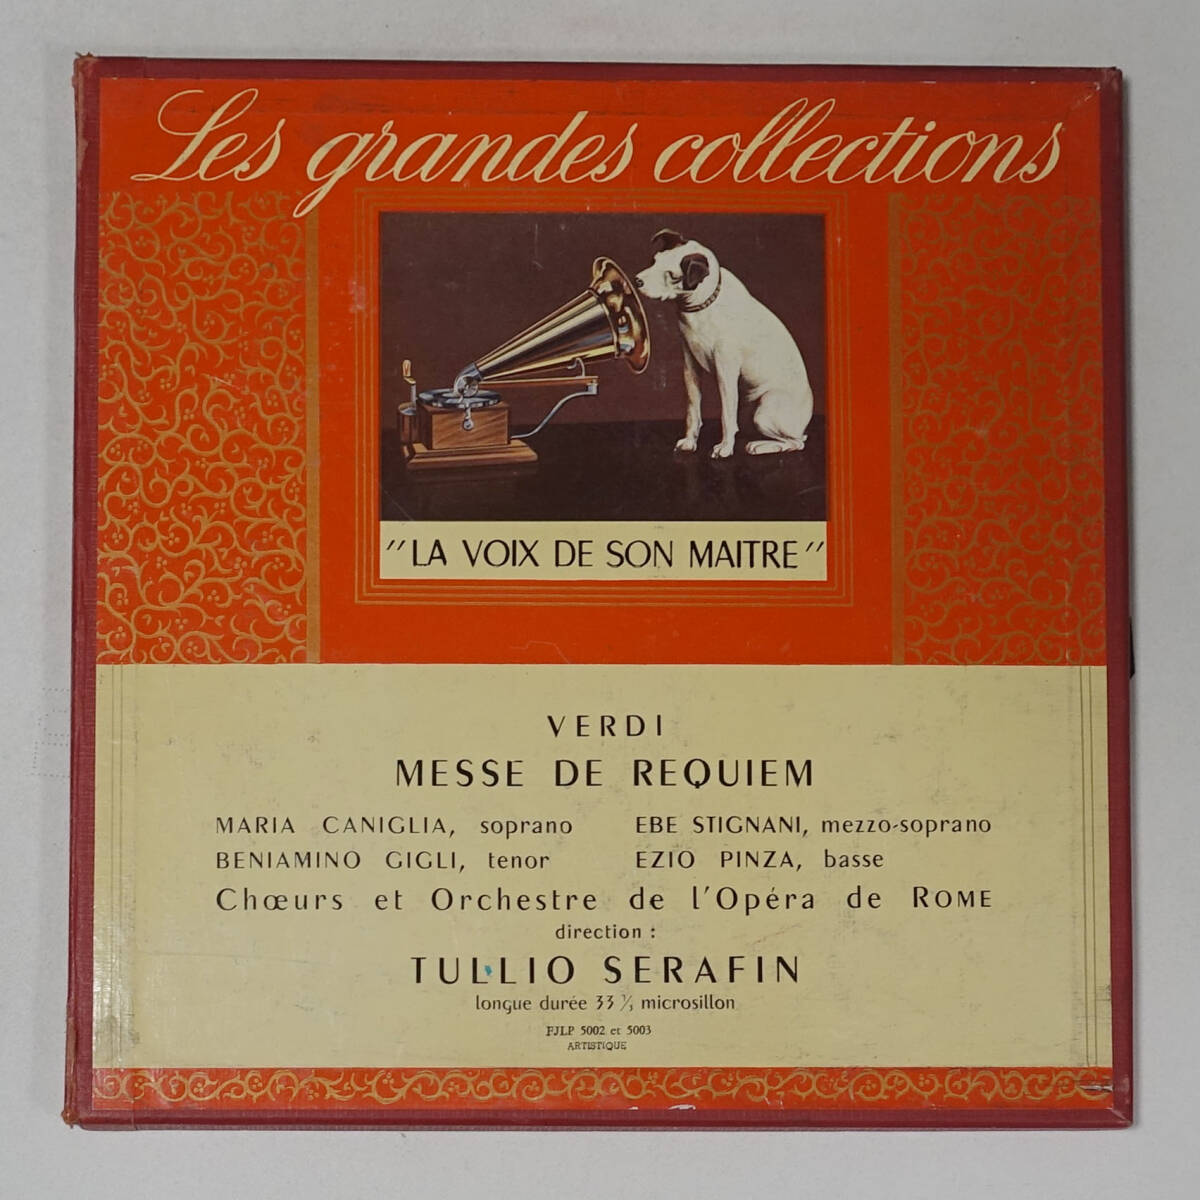 Les grandes collections
"LA VOIX DE SON MAITRE"
VERDI
MESSE DE REQUIEM
MARIA CANIGLIA, soprano EBE STIGNANI, mezzo-soprano
BENIAMINO GIGLI, tenor EZIO PINZA, basse
Chœurs et Orchestre de l'Opéra de ROME
direction :
TULLIO SERAFIN
longue durée 33 ⅓ microsillon
FJLP 5002 et 5003
ARTISTIQUE